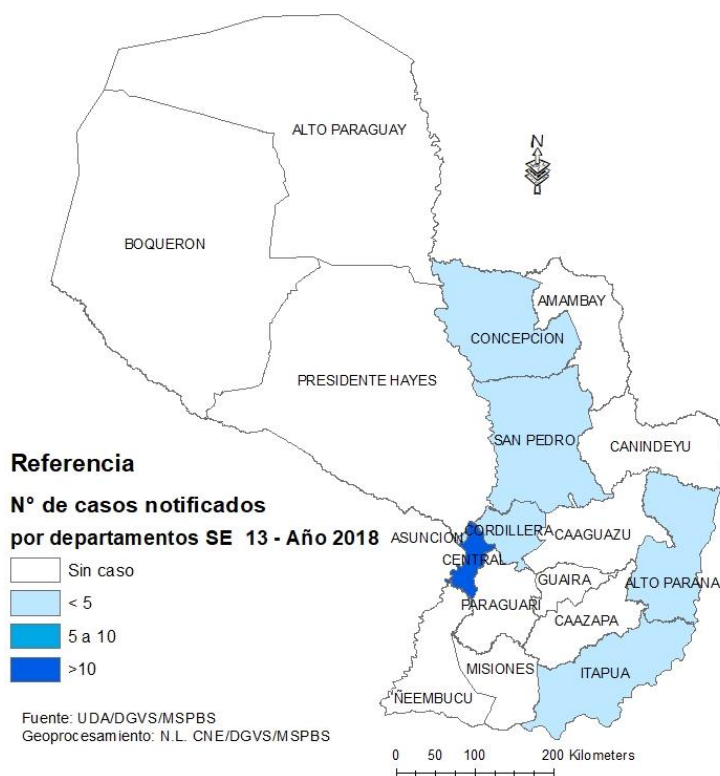 ALTO PARAGUAY
N
BOQUERON
AMAMBAY
CONCEPCION
PRESIDENTE HAYES
SAN PEDRO
CANINDEYU
ASUNCION
CORDILLERA
CAAGUAZU
CENTRAL
GUAIRA
ALTO PARANA
PARAGUARI
CAAZAPA
MISIONES
ITAPUA
ÑEEMBUCU
Referencia
N° de casos notificados
por departamentos SE 13 - Año 2018
Sin caso
< 5
5 a 10
>10
Fuente: UDA/DGVS/MSPBS
Geoprocesamiento: N.L. CNE/DGVS/MSPBS
0 50 100 200 Kilometers